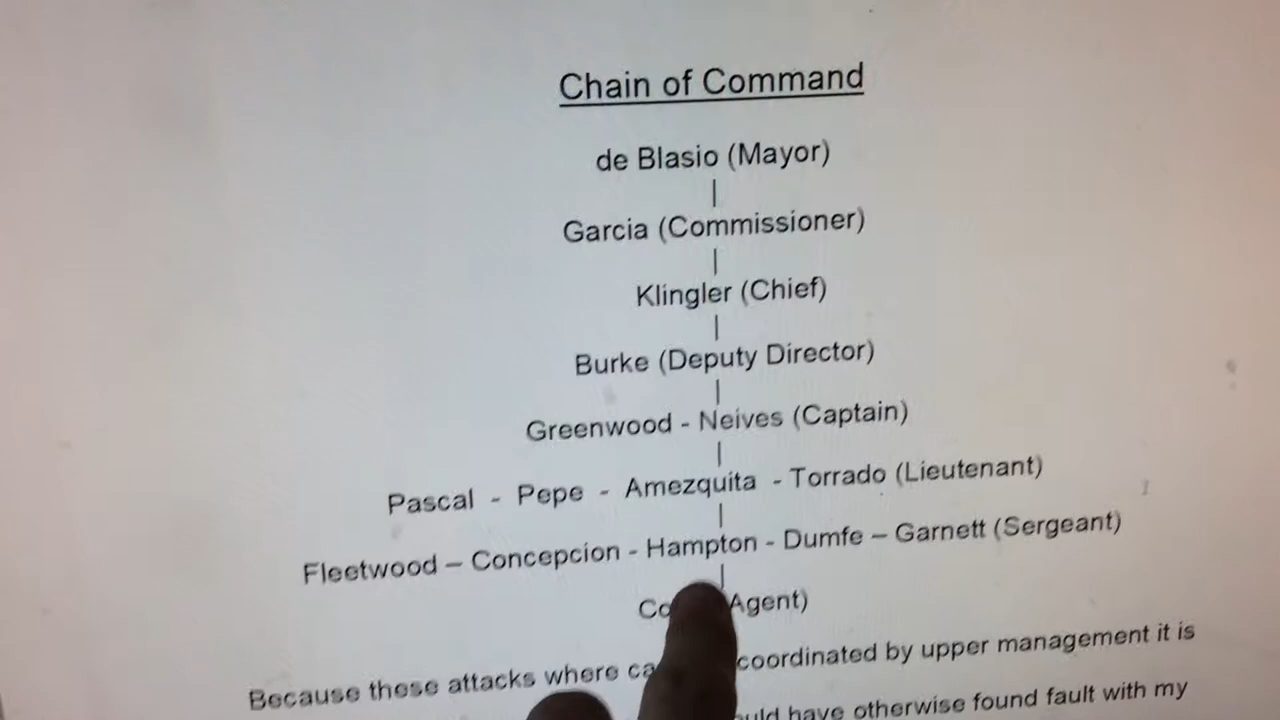 Chain of Command
de Blasio (Mayor)
|
Garcia (Commissioner)
|
Klingler (Chief)
|
Burke (Deputy Director)
|
Greenwood - Neives (Captain)
|
Pascal - Pepe - Amezquita - Torrado (Lieutenant)
|
Fleetwood – Concepcion - Hampton - Dumfe – Garnett (Sergeant)
|
Agent)
Because these attacks where coordinated by upper management it is
have otherwise found fault with my